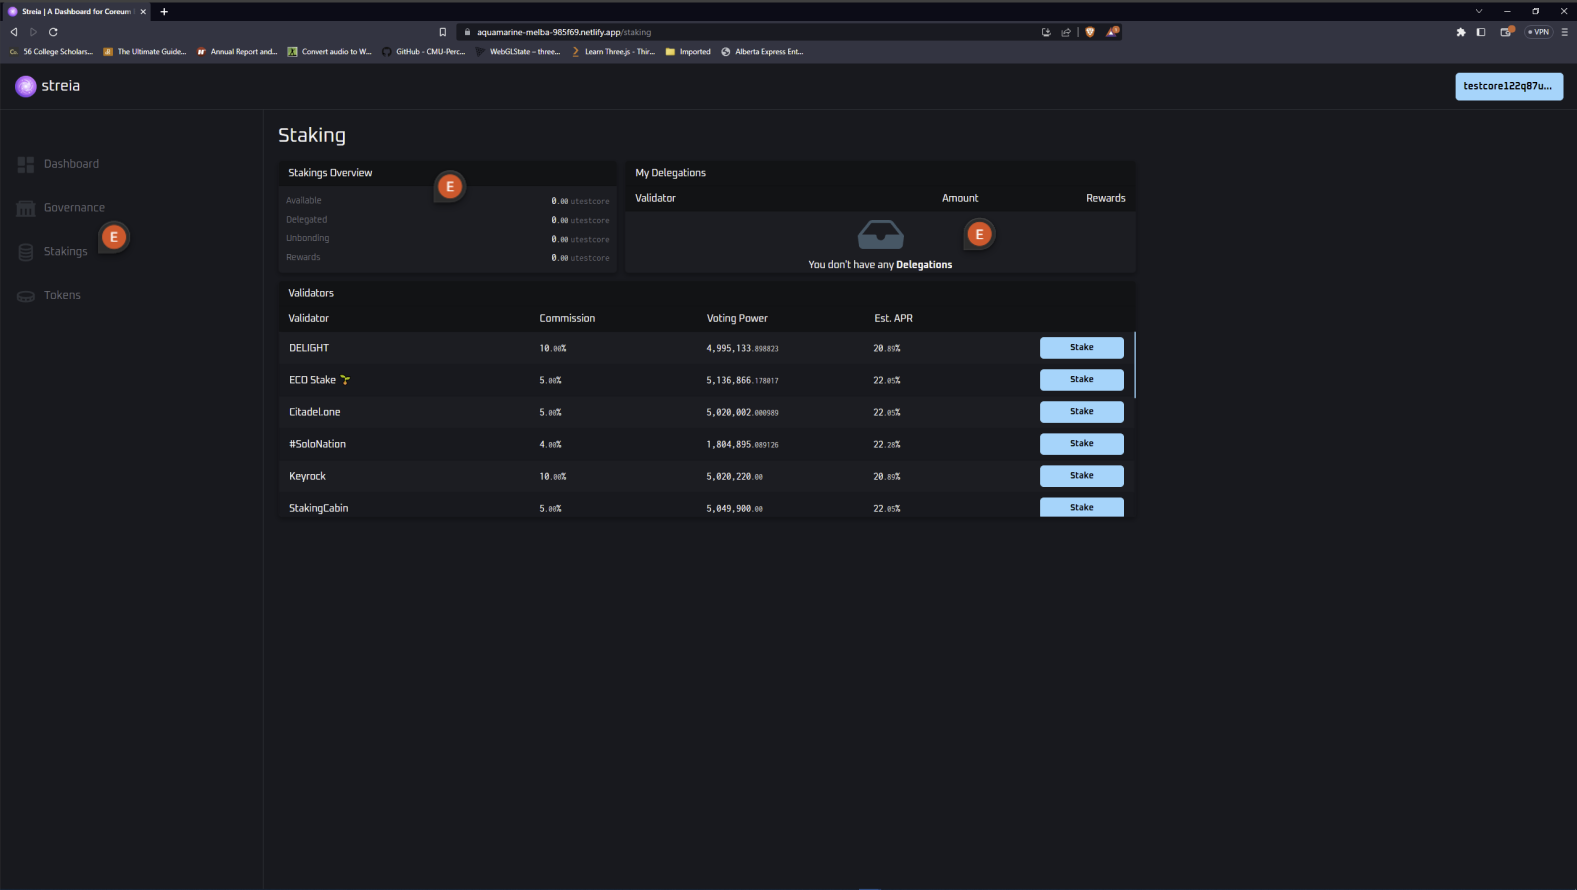 Streia | A Dashboard for Coreum
aquamarine-melba-985f69.netlify.app/staking
VPN
56 College Scholars...
The Ultimate Guide...
Annual Report and...
Convert audio to W...
GitHub - CMU-Perc...
WebGLState – three...
Learn Three.js - Thir...
Imported
Alberta Express Ent...
streia
testcore122q87u...
Dashboard
Governance
Stakings
E
Tokens
Staking
Stakings Overview
E
Available 0.00 utestcore
Delegated 0.00 utestcore
Unbonding 0.00 utestcore
Rewards 0.00 utestcore
My Delegations
Validator Amount Rewards
E
You don't have any Delegations
Validators
Validator Commission Voting Power Est. APR
DELIGHT 10.00% 4,995,133.898823 20.89% Stake
ECO Stake 5.00% 5,136,866.178017 22.05% Stake
Citadel.one 5.00% 5,020,002.000989 22.05% Stake
#SoloNation 4.00% 1,804,895.089126 22.28% Stake
Keyrock 10.00% 5,020,220.00 20.89% Stake
StakingCabin 5.00% 5,049,900.00 22.05% Stake